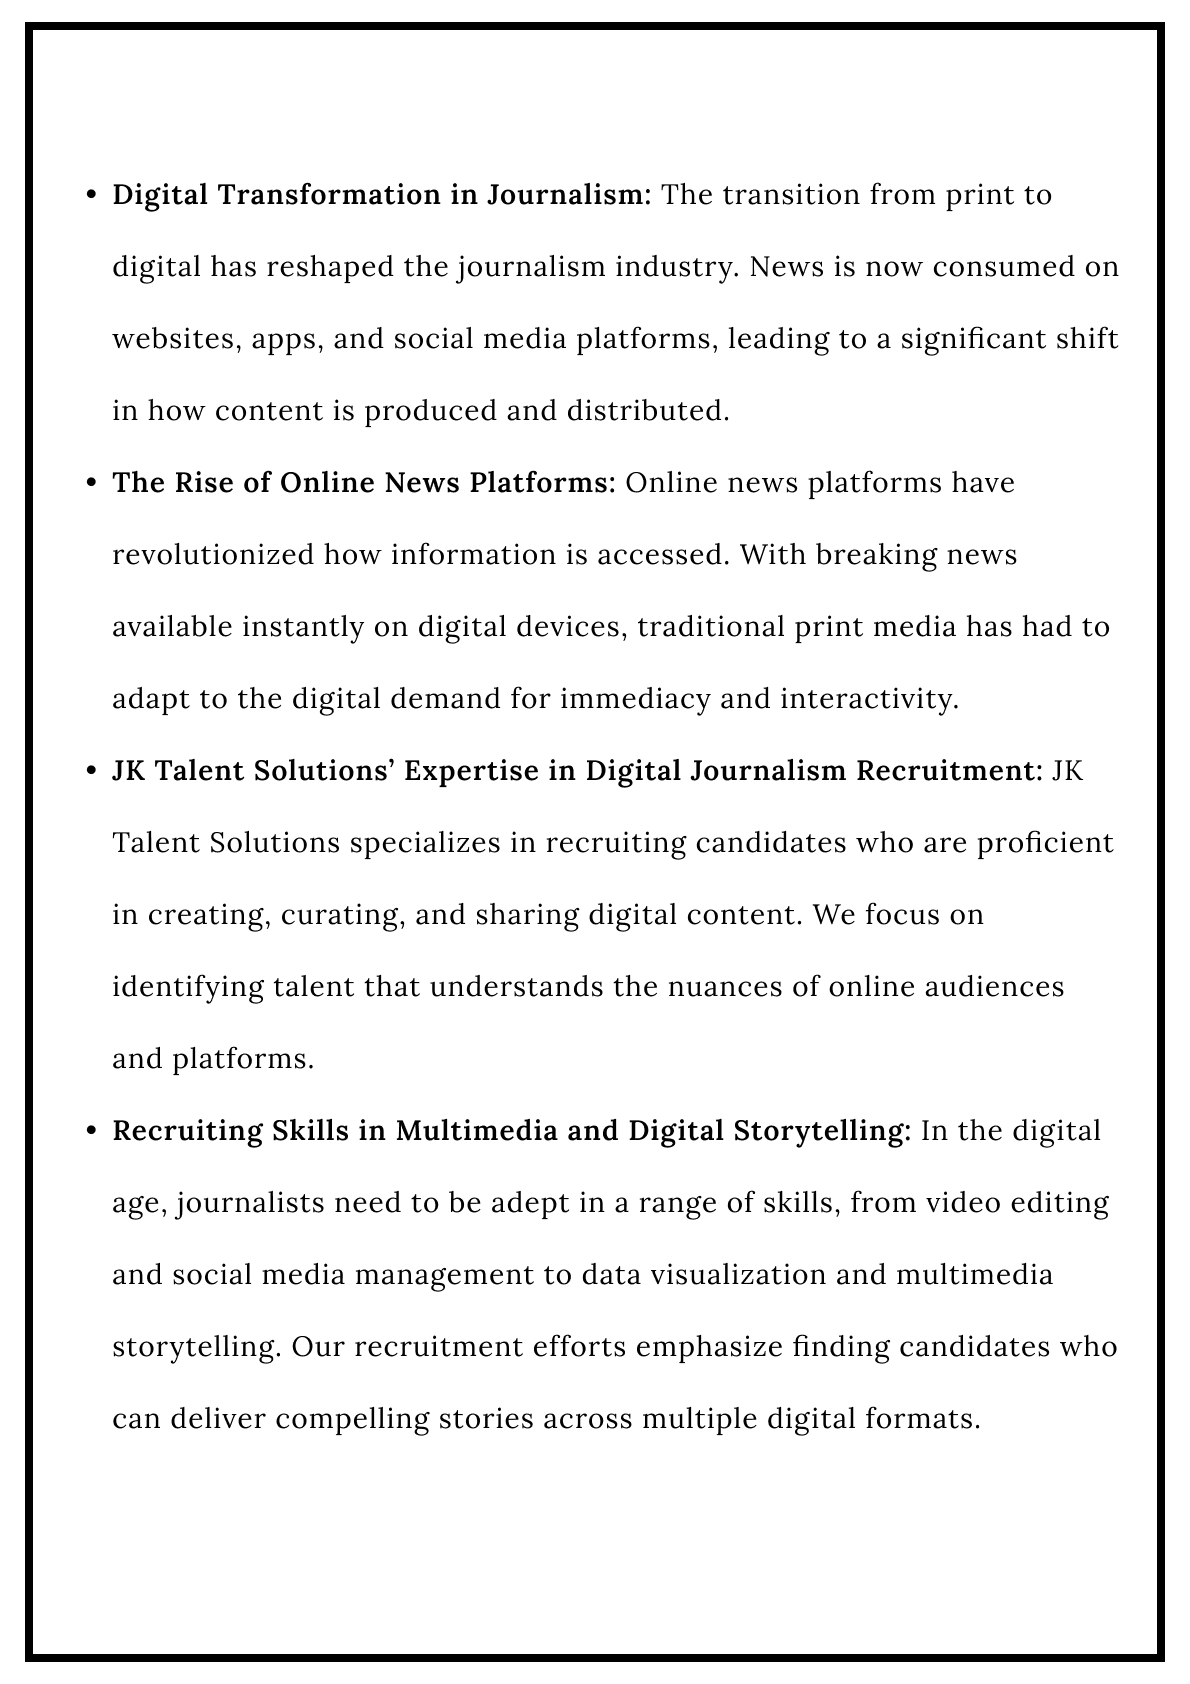 • Digital Transformation in Journalism: The transition from print to
digital has reshaped the journalism industry. News is now consumed on
websites, apps, and social media platforms, leading to a significant shift
in how content is produced and distributed.
• The Rise of Online News Platforms: Online news platforms have
revolutionized how information is accessed. With breaking news
available instantly on digital devices, traditional print media has had to
adapt to the digital demand for immediacy and interactivity.
• JK Talent Solutions’ Expertise in Digital Journalism Recruitment: JK
Talent Solutions specializes in recruiting candidates who are proficient
in creating, curating, and sharing digital content. We focus on
identifying talent that understands the nuances of online audiences
and platforms.
• Recruiting Skills in Multimedia and Digital Storytelling: In the digital
age, journalists need to be adept in a range of skills, from video editing
and social media management to data visualization and multimedia
storytelling. Our recruitment efforts emphasize finding candidates who
can deliver compelling stories across multiple digital formats.